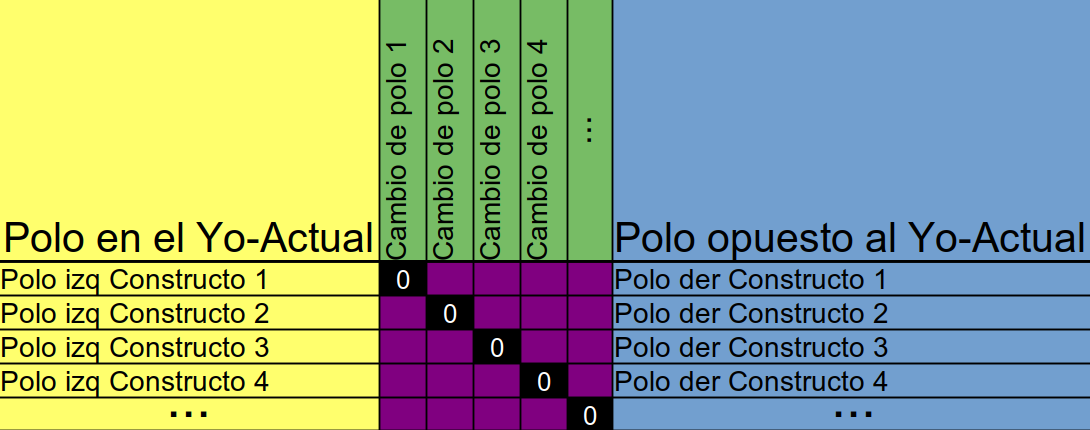 Cambio de polo 1
Cambio de polo 2
Cambio de polo 3
Cambio de polo 4
...
Polo en el Yo-Actual
Polo opuesto al Yo-Actual
Polo izq Constructo 1 0 Polo der Constructo 1
Polo izq Constructo 2 0 Polo der Constructo 2
Polo izq Constructo 3 0 Polo der Constructo 3
Polo izq Constructo 4 0 Polo der Constructo 4
... 0 ...